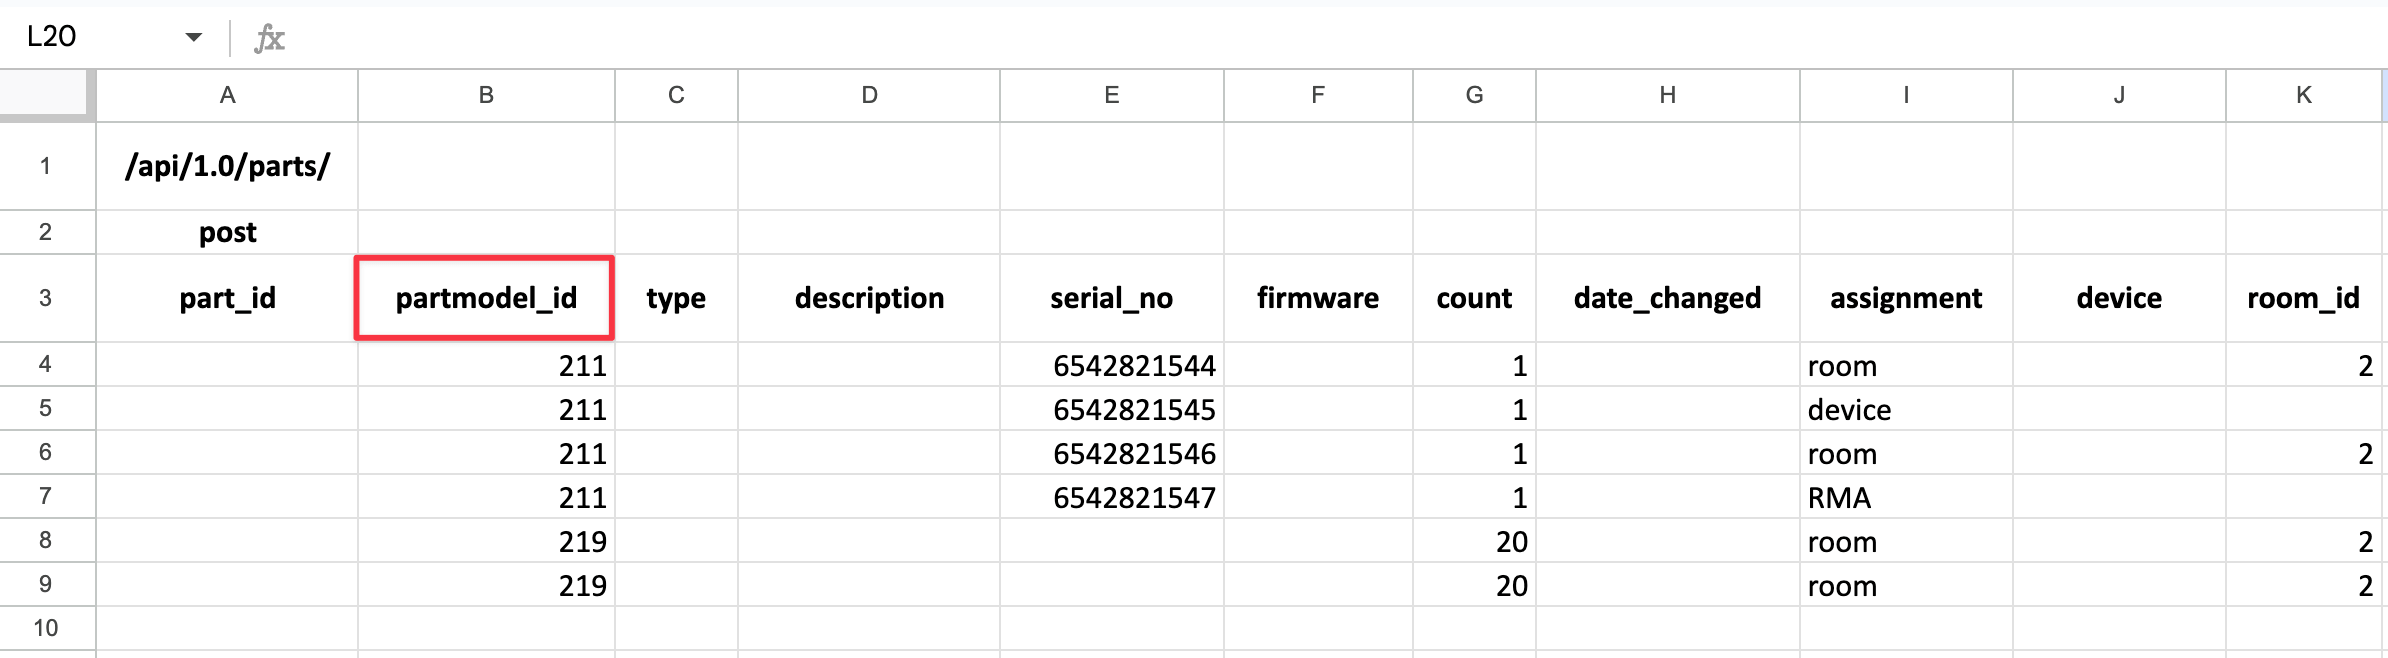 L20 fx
A B C D E F G H I J K
1 /api/1.0/parts/
2 post
3 part_id partmodel_id type description serial_no firmware count date_changed assignment device room_id
4 211 6542821544 1 room 2
5 211 6542821545 1 device
6 211 6542821546 1 room 2
7 211 6542821547 1 RMA
8 219 20 room 2
9 219 20 room 2
10